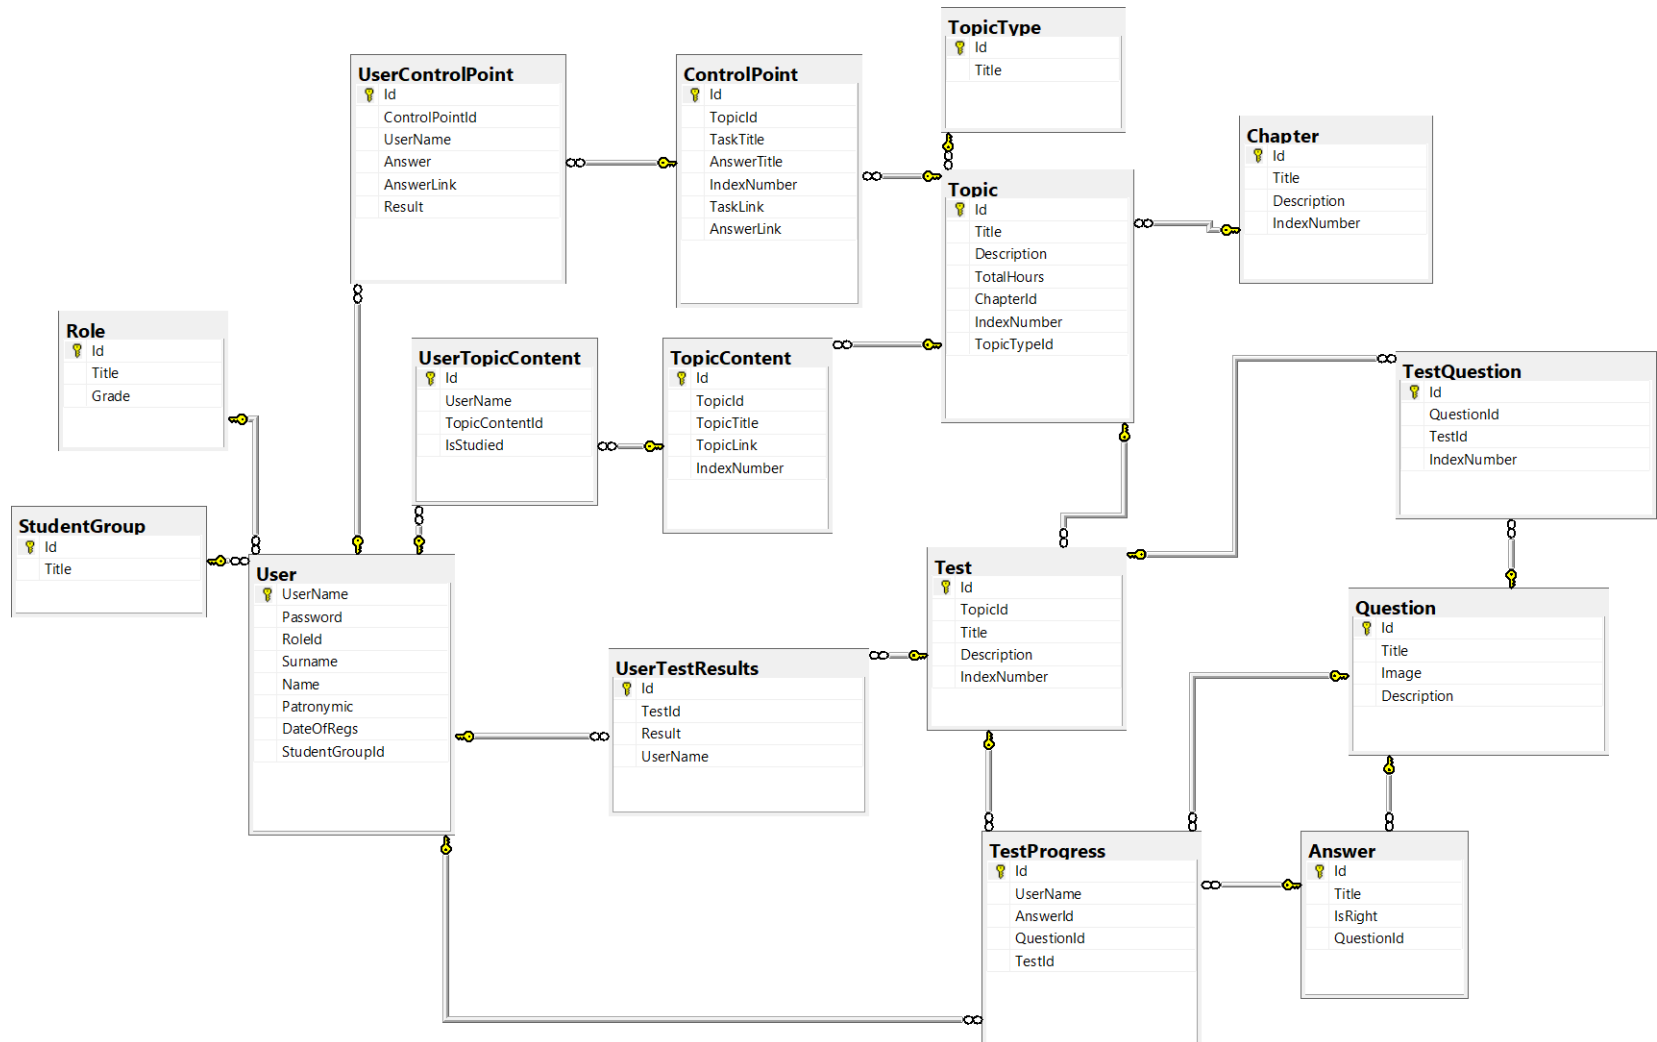 TopicType
Id
Title
UserControlPoint
Id
ControlPointId
UserName
Answer
AnswerLink
Result
ControlPoint
Id
TopicId
TaskTitle
AnswerTitle
IndexNumber
TaskLink
AnswerLink
Chapter
Id
Title
Description
IndexNumber
Topic
Id
Title
Description
TotalHours
ChapterId
IndexNumber
TopicTypeId
Role
Id
Title
Grade
UserTopicContent
Id
UserName
TopicContentId
IsStudied
TopicContent
Id
TopicId
TopicTitle
TopicLink
IndexNumber
TestQuestion
Id
QuestionId
TestId
IndexNumber
StudentGroup
Id
Title
User
UserName
Password
RoleId
Surname
Name
Patronymic
DateOfRegs
StudentGroupId
Test
Id
TopicId
Title
Description
IndexNumber
Question
Id
Title
Image
Description
UserTestResults
Id
TestId
Result
UserName
TestProgress
Id
UserName
AnswerId
QuestionId
TestId
Answer
Id
Title
IsRight
QuestionId